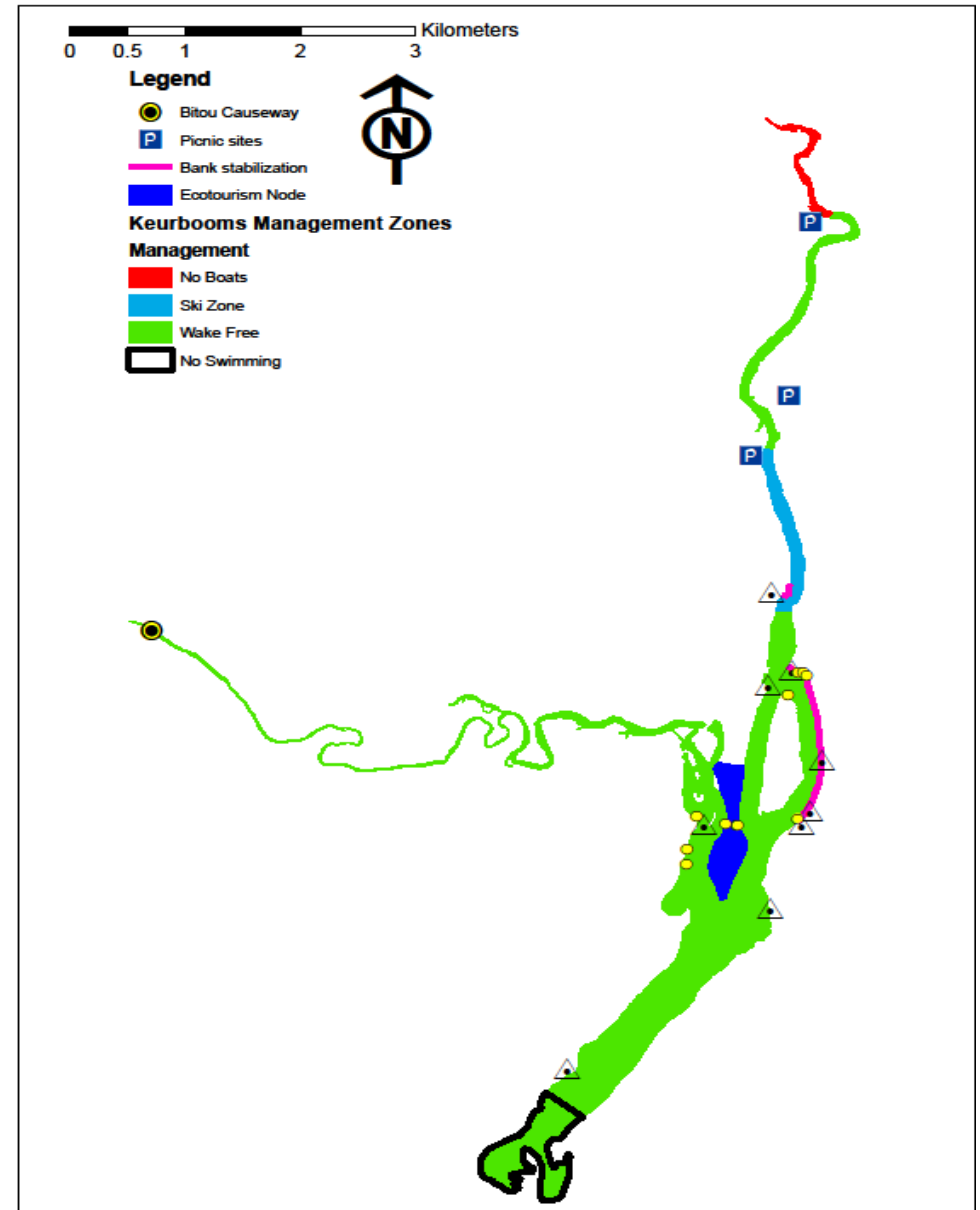 Kilometers
0 0.5 1 2 3
Legend
N
Bitou Causeway
P Picnic sites
Bank stabilization
Ecotourism Node
Keurbooms Management Zones
Management
No Boats
Ski Zone
Wake Free
No Swimming
P
P
P